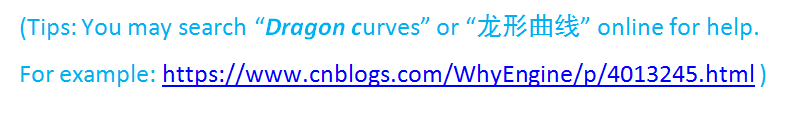 (Tips: You may search “Dragon curves” or “龙形曲线” online for help.
For example: https://www.cnblogs.com/WhyEngine/p/4013245.html )